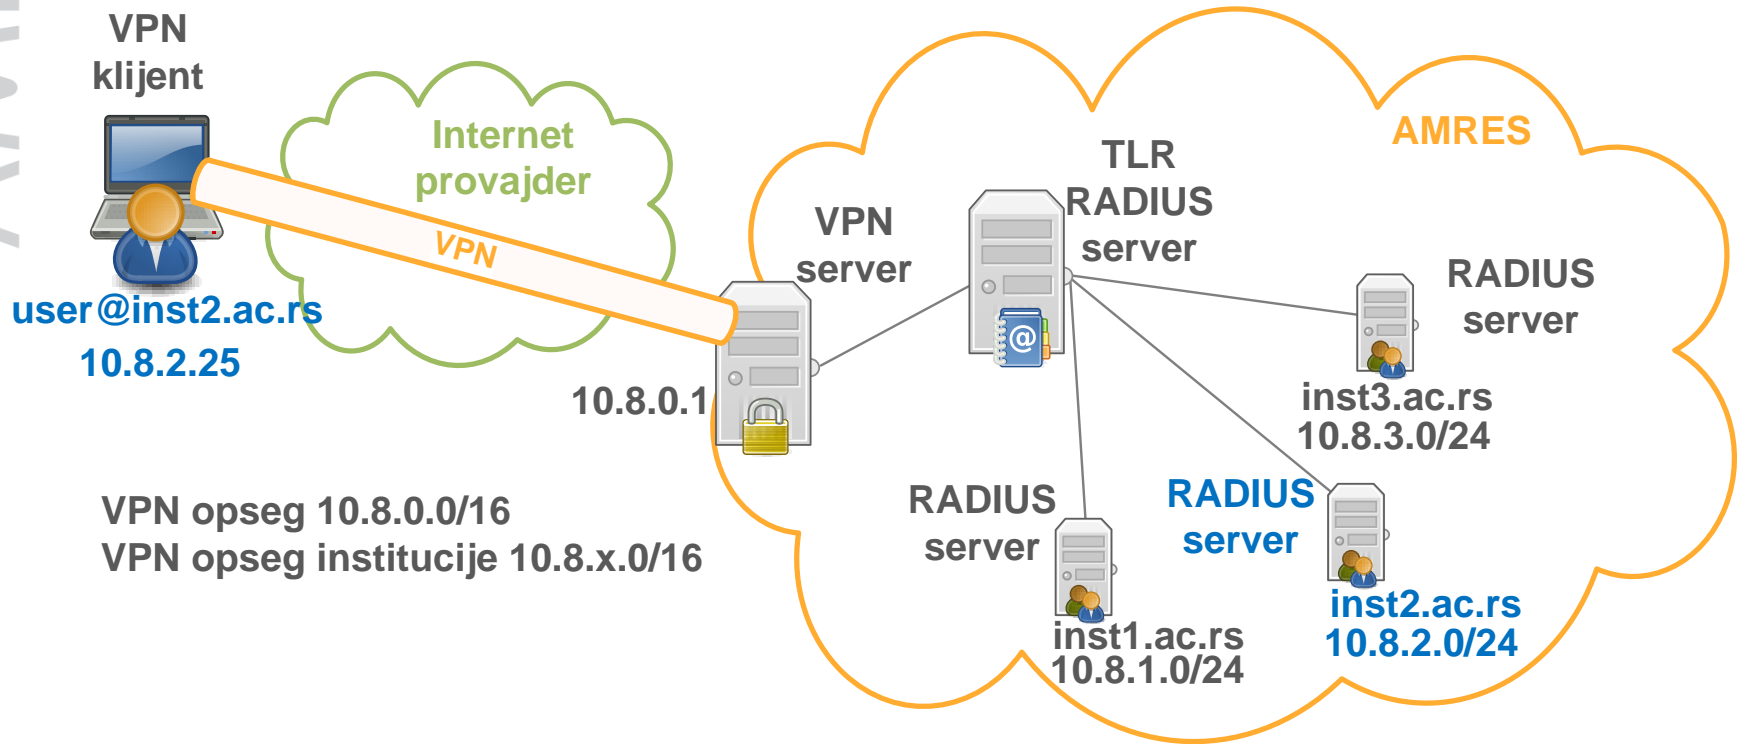 VPN
klijent
Internet
provajder
AMRES
TLR
RADIUS
server
VPN
server
VPN
RADIUS
server
user@inst2.ac.rs
10.8.2.25
@
10.8.0.1
inst3.ac.rs
10.8.3.0/24
VPN opseg 10.8.0.0/16
VPN opseg institucije 10.8.x.0/16
RADIUS
server
RADIUS
server
inst1.ac.rs
10.8.1.0/24
inst2.ac.rs
10.8.2.0/24